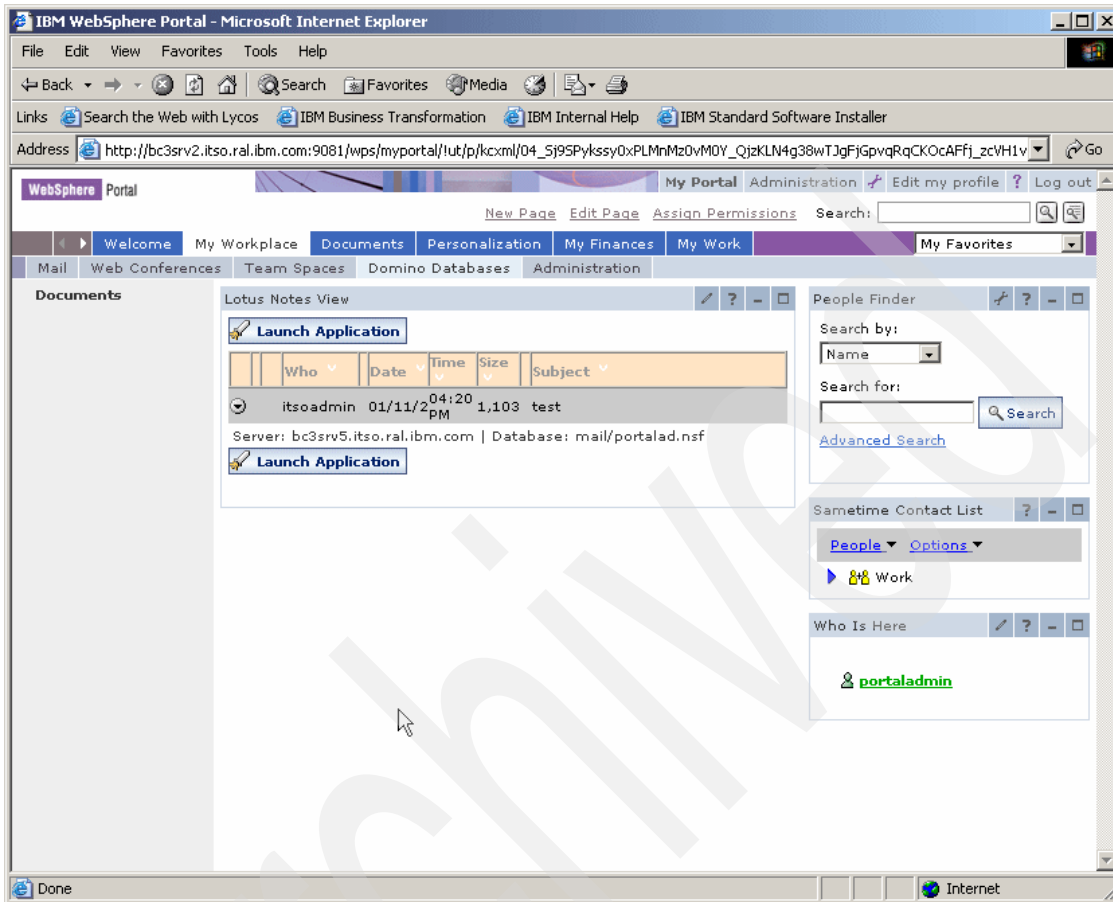 IBM WebSphere Portal - Microsoft Internet Explorer
File Edit View Favorites Tools Help
Back Search Favorites Media
Links Search the Web with Lycos IBM Business Transformation IBM Internal Help IBM Standard Software Installer
Address http://bc3srv2.itso.ral.ibm.com:9081/wps/myportal/!ut/p/kcxml/04_Sj9SPykssy0xPLMnMz0vM0Y_QjzKLN4g38wTJgFjGpvqRqCKOcAFfj_zcVH1v Go
WebSphere Portal
My Portal Administration Edit my profile ? Log out
New Page Edit Page Assign Permissions Search:
Welcome My Workplace Documents Personalization My Finances My Work My Favorites
Mail Web Conferences Team Spaces Domino Databases Administration
Documents
Lotus Notes View ?
Launch Application
Who Date Time Size Subject
itsoadmin 01/11/2 04:20 PM 1,103 test
Server: bc3srv5.itso.ral.ibm.com | Database: mail/portalad.nsf
Launch Application
People Finder ?
Search by:
Name
Search for:
Search
Advanced Search
Sametime Contact List ?
People Options
Work
Who Is Here ?
portaladmin
Done Internet